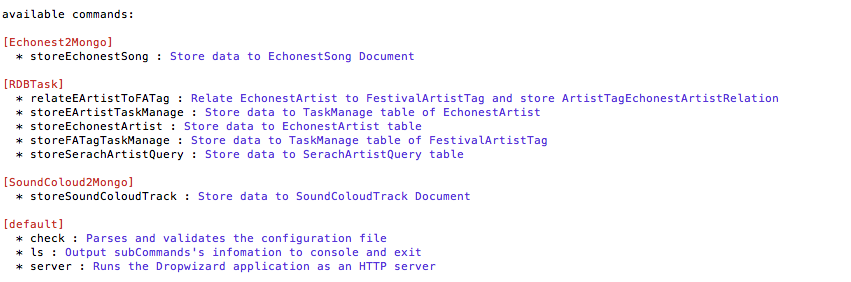 available commands:
[Echonest2Mongo]
* storeEchonestSong : Store data to EchonestSong Document
[RDBTask]
* relateEArtistToFATag : Relate EchonestArtist to FestivalArtistTag and store ArtistTagEchonestArtistRelation
* storeEArtistTaskManage : Store data to TaskManage table of EchonestArtist
* storeEchonestArtist : Store data to EchonestArtist table
* storeFATagTaskManage : Store data to TaskManage table of FestivalArtistTag
* storeSerachArtistQuery : Store data to SerachArtistQuery table
[SoundColoud2Mongo]
* storeSoundColoudTrack : Store data to SoundColoudTrack Document
[default]
* check : Parses and validates the configuration file
* ls : Output subCommands's infomation to console and exit
* server : Runs the Dropwizard application as an HTTP server